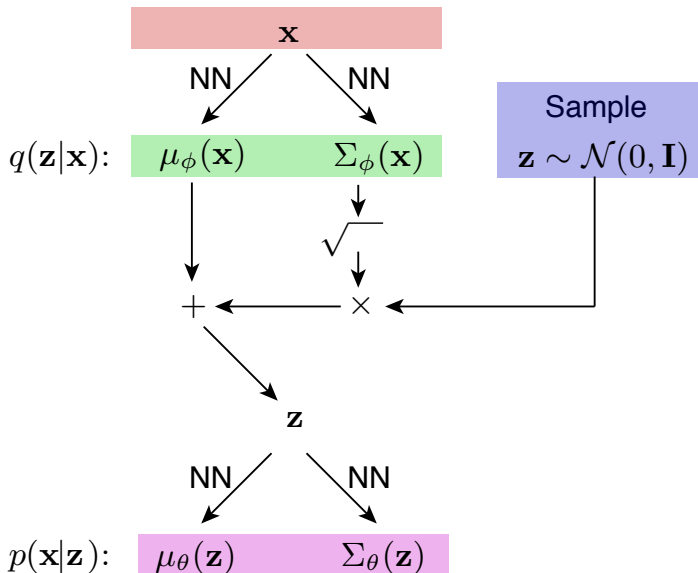 x
NN NN
Sample
q(z|x): μ_ϕ(x) Σ_ϕ(x) z ∼ 𝒩(0, I)
√
+ ×
z
NN NN
p(x|z): μ_θ(z) Σ_θ(z)